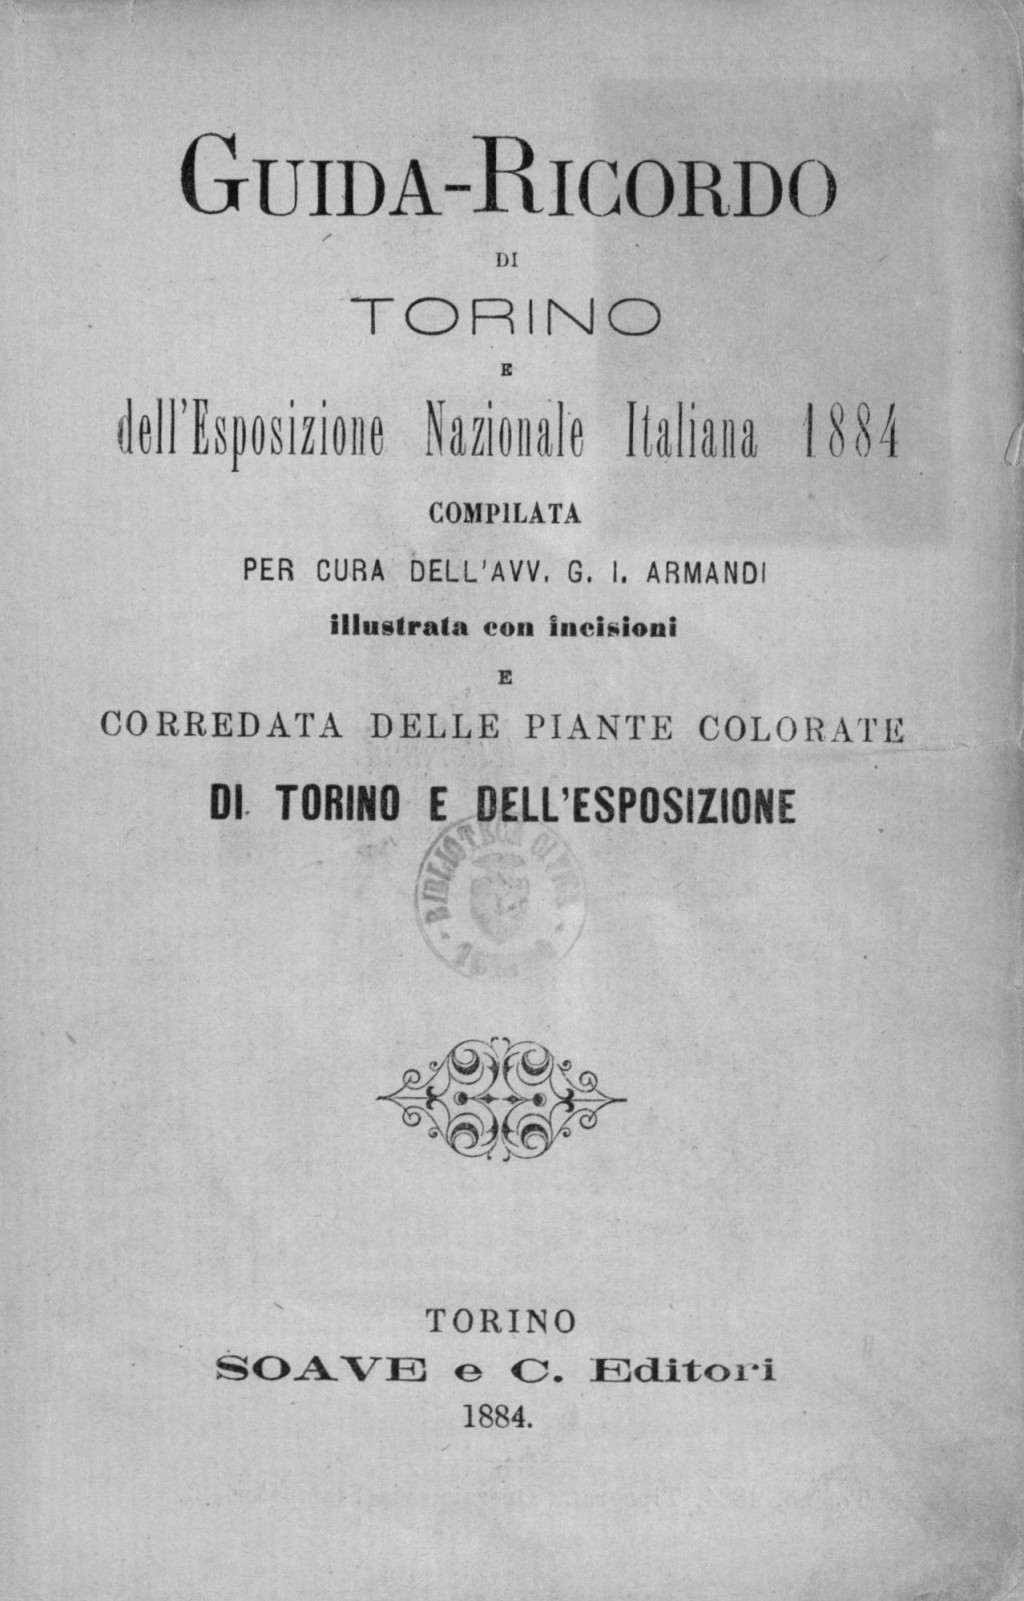 GUIDA-RICORDO
DI
TORINO
E
dell'Esposizione Nazionale Italiana 1884
COMPILATA
PER CURA DELL'AVV. G. I. ARMANDI
illustrata con incisioni
E
CORREDATA DELLE PIANTE COLORATE
DI TORINO E DELL'ESPOSIZIONE
BIBLIOTECA
TORINO
SOAVE e C. Editori
1884.